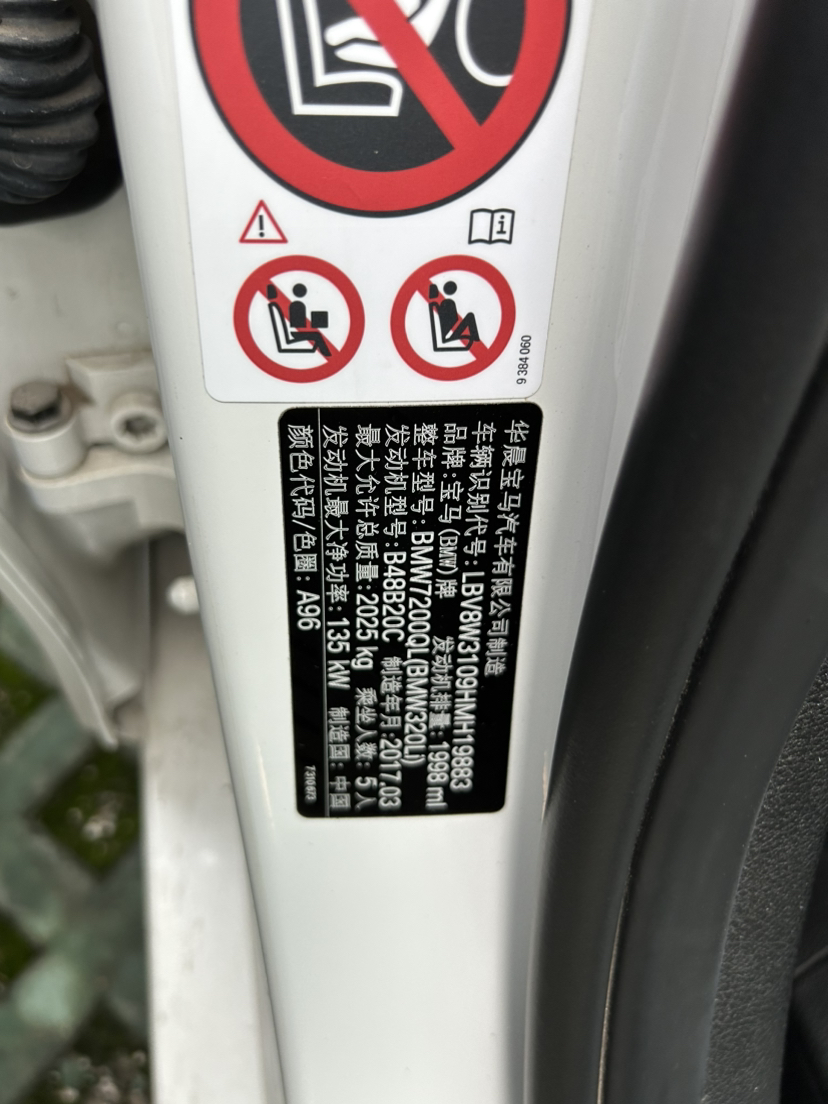 9 384 060
华晨宝马汽车有限公司制造
车辆识别代号:LBV8W3109HMH19883
品牌:宝马(BMW)牌 发动机排量:1998 ml
整车型号:BMW7200QL(BMW320Li)
发动机型号:B48B20C 制造年月:2017.03
最大允许总质量:2025 kg 乘坐人数:5人
发动机最大净功率:135 kW 制造国:中国
颜色代码/色圈:A96
7310 673